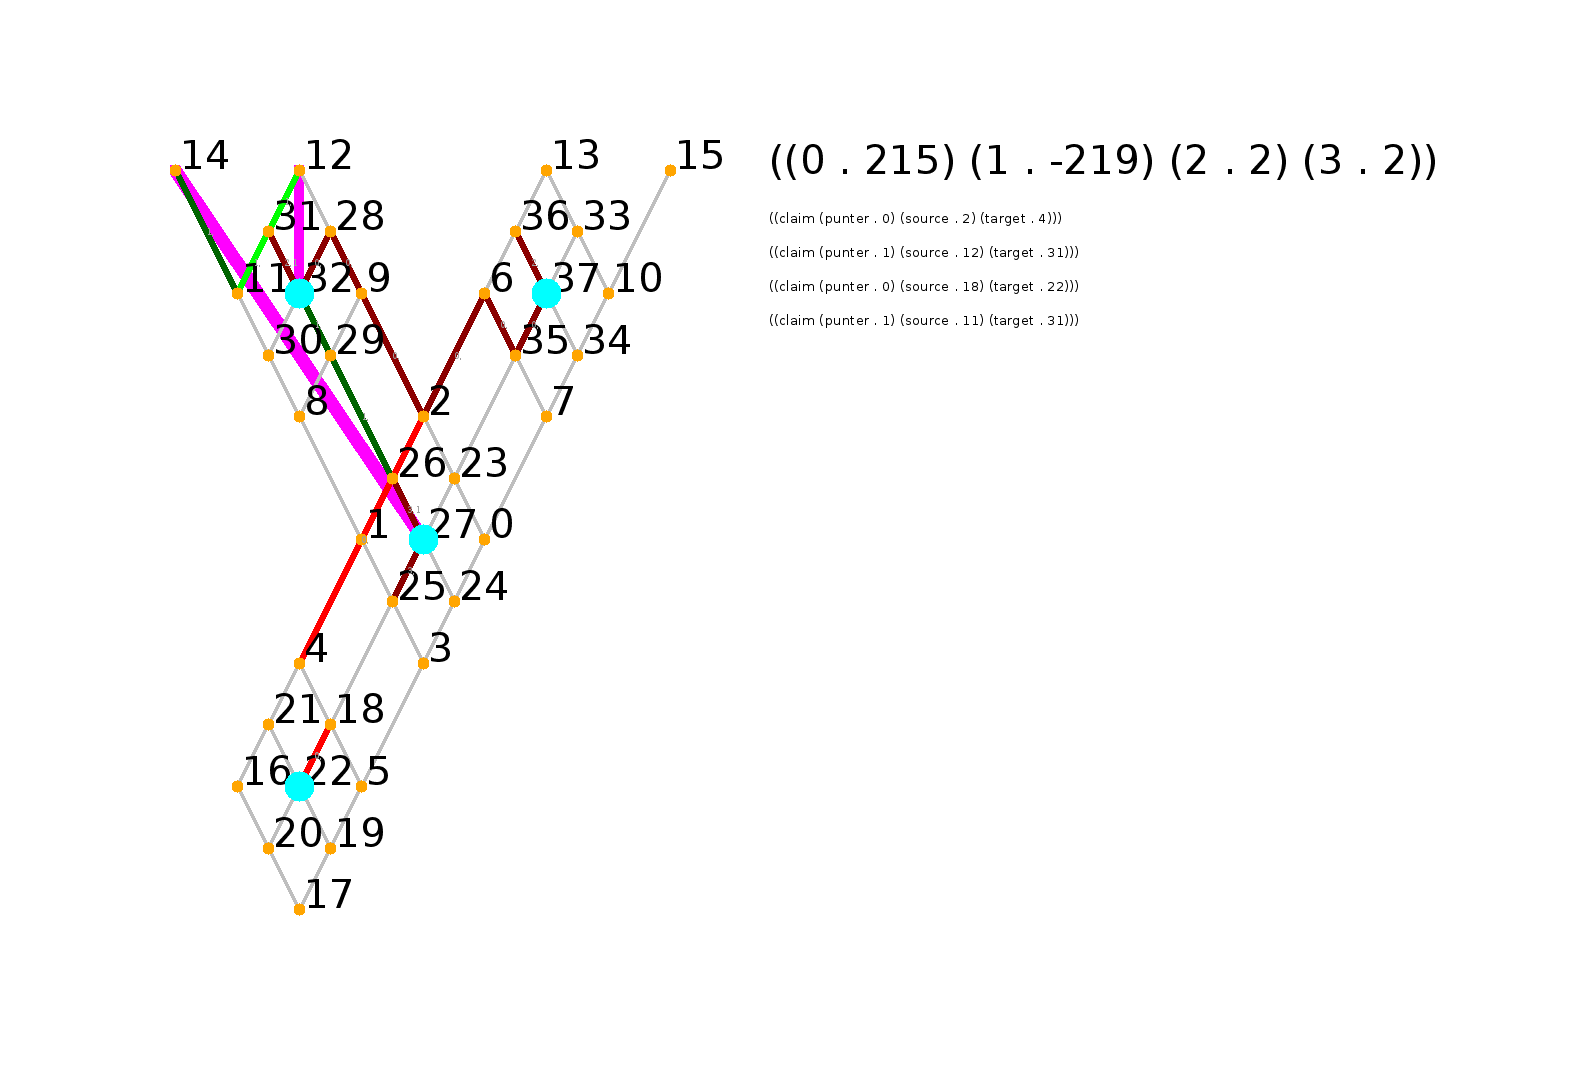 14 12 13 15 ((0 . 215) (1 . -219) (2 . 2) (3 . 2))
31 28 36 33 ((claim (punter . 0) (source . 2) (target . 4)))
((claim (punter . 1) (source . 12) (target . 31)))
11 32 9 6 37 10 ((claim (punter . 0) (source . 18) (target . 22)))
((claim (punter . 1) (source . 11) (target . 31)))
30 29 35 34
8 2 7
26 23
1 27 0
25 24
4 3
21 18
16 22 5
20 19
17